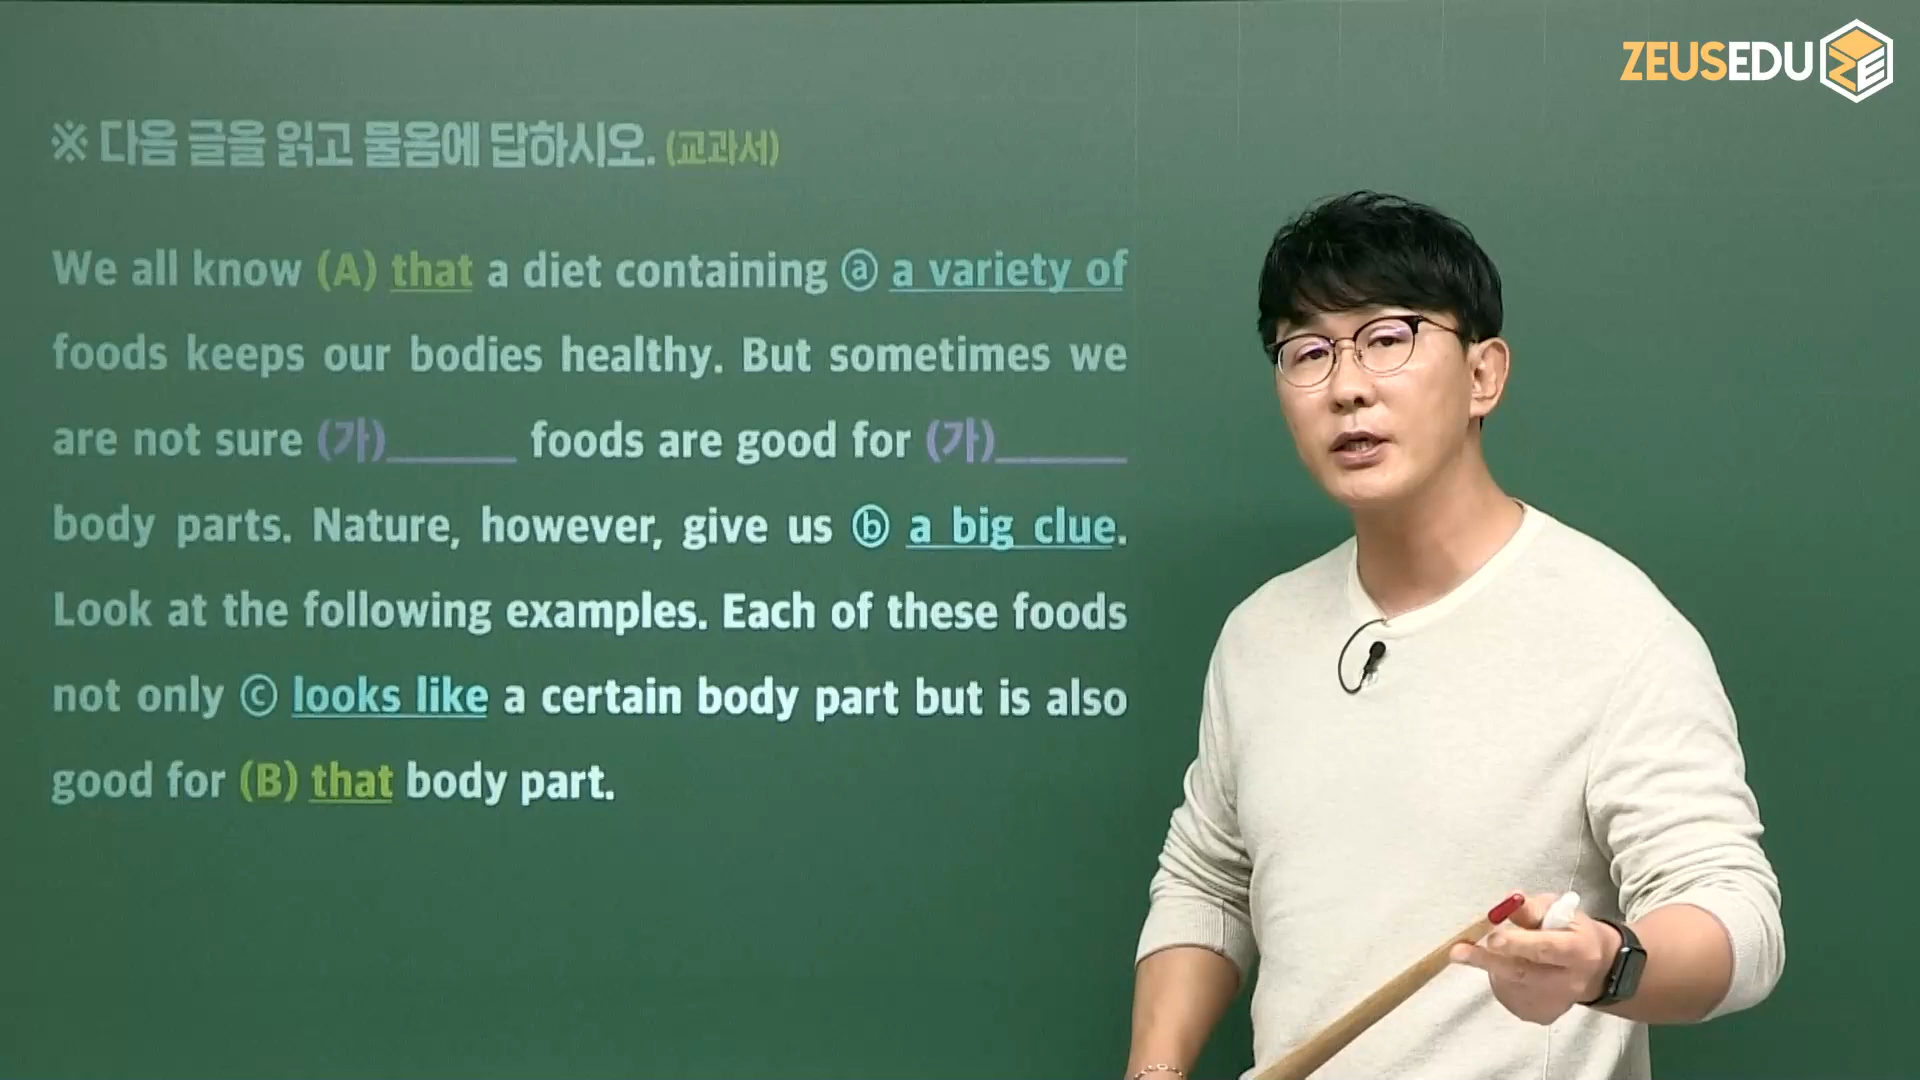 ZEUSEDU
※ 다음 글을 읽고 물음에 답하시오. (교과서)
We all know (A) that a diet containing ⓐ a variety of
foods keeps our bodies healthy. But sometimes we
are not sure (가)______ foods are good for (가)______
body parts. Nature, however, give us ⓑ a big clue.
Look at the following examples. Each of these foods
not only ⓒ looks like a certain body part but is also
good for (B) that body part.